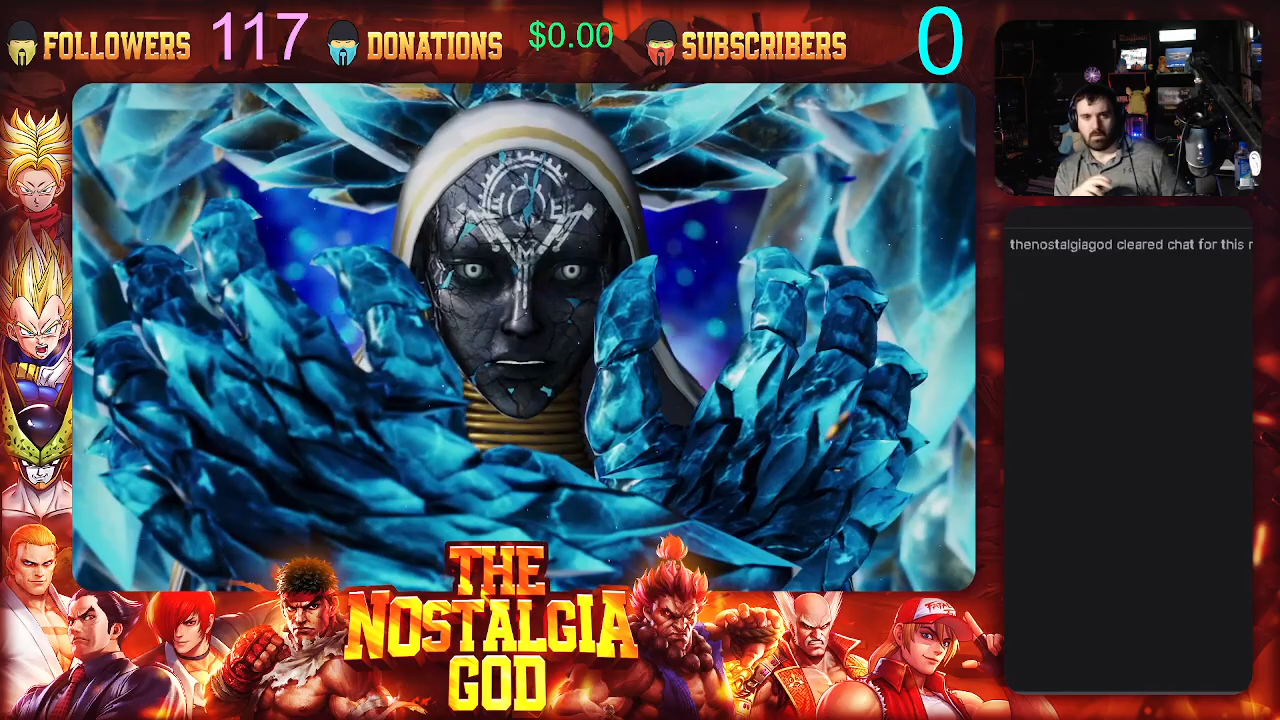 FOLLOWERS 117 DONATIONS $0.00 SUBSCRIBERS 0
thenostalgiagod cleared chat for this r
THE
NOSTALGIA
GOD